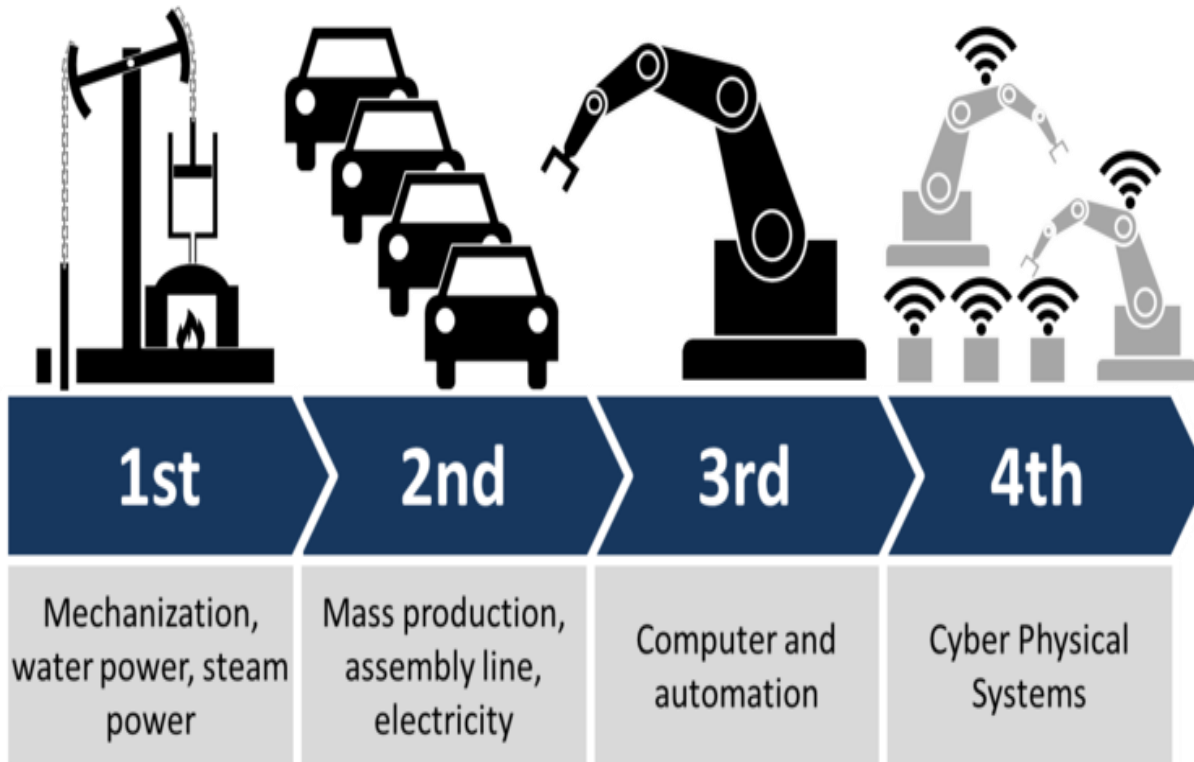 1st
2nd
3rd
4th
Mechanization,
water power, steam
power
Mass production,
assembly line,
electricity
Computer and
automation
Cyber Physical
Systems